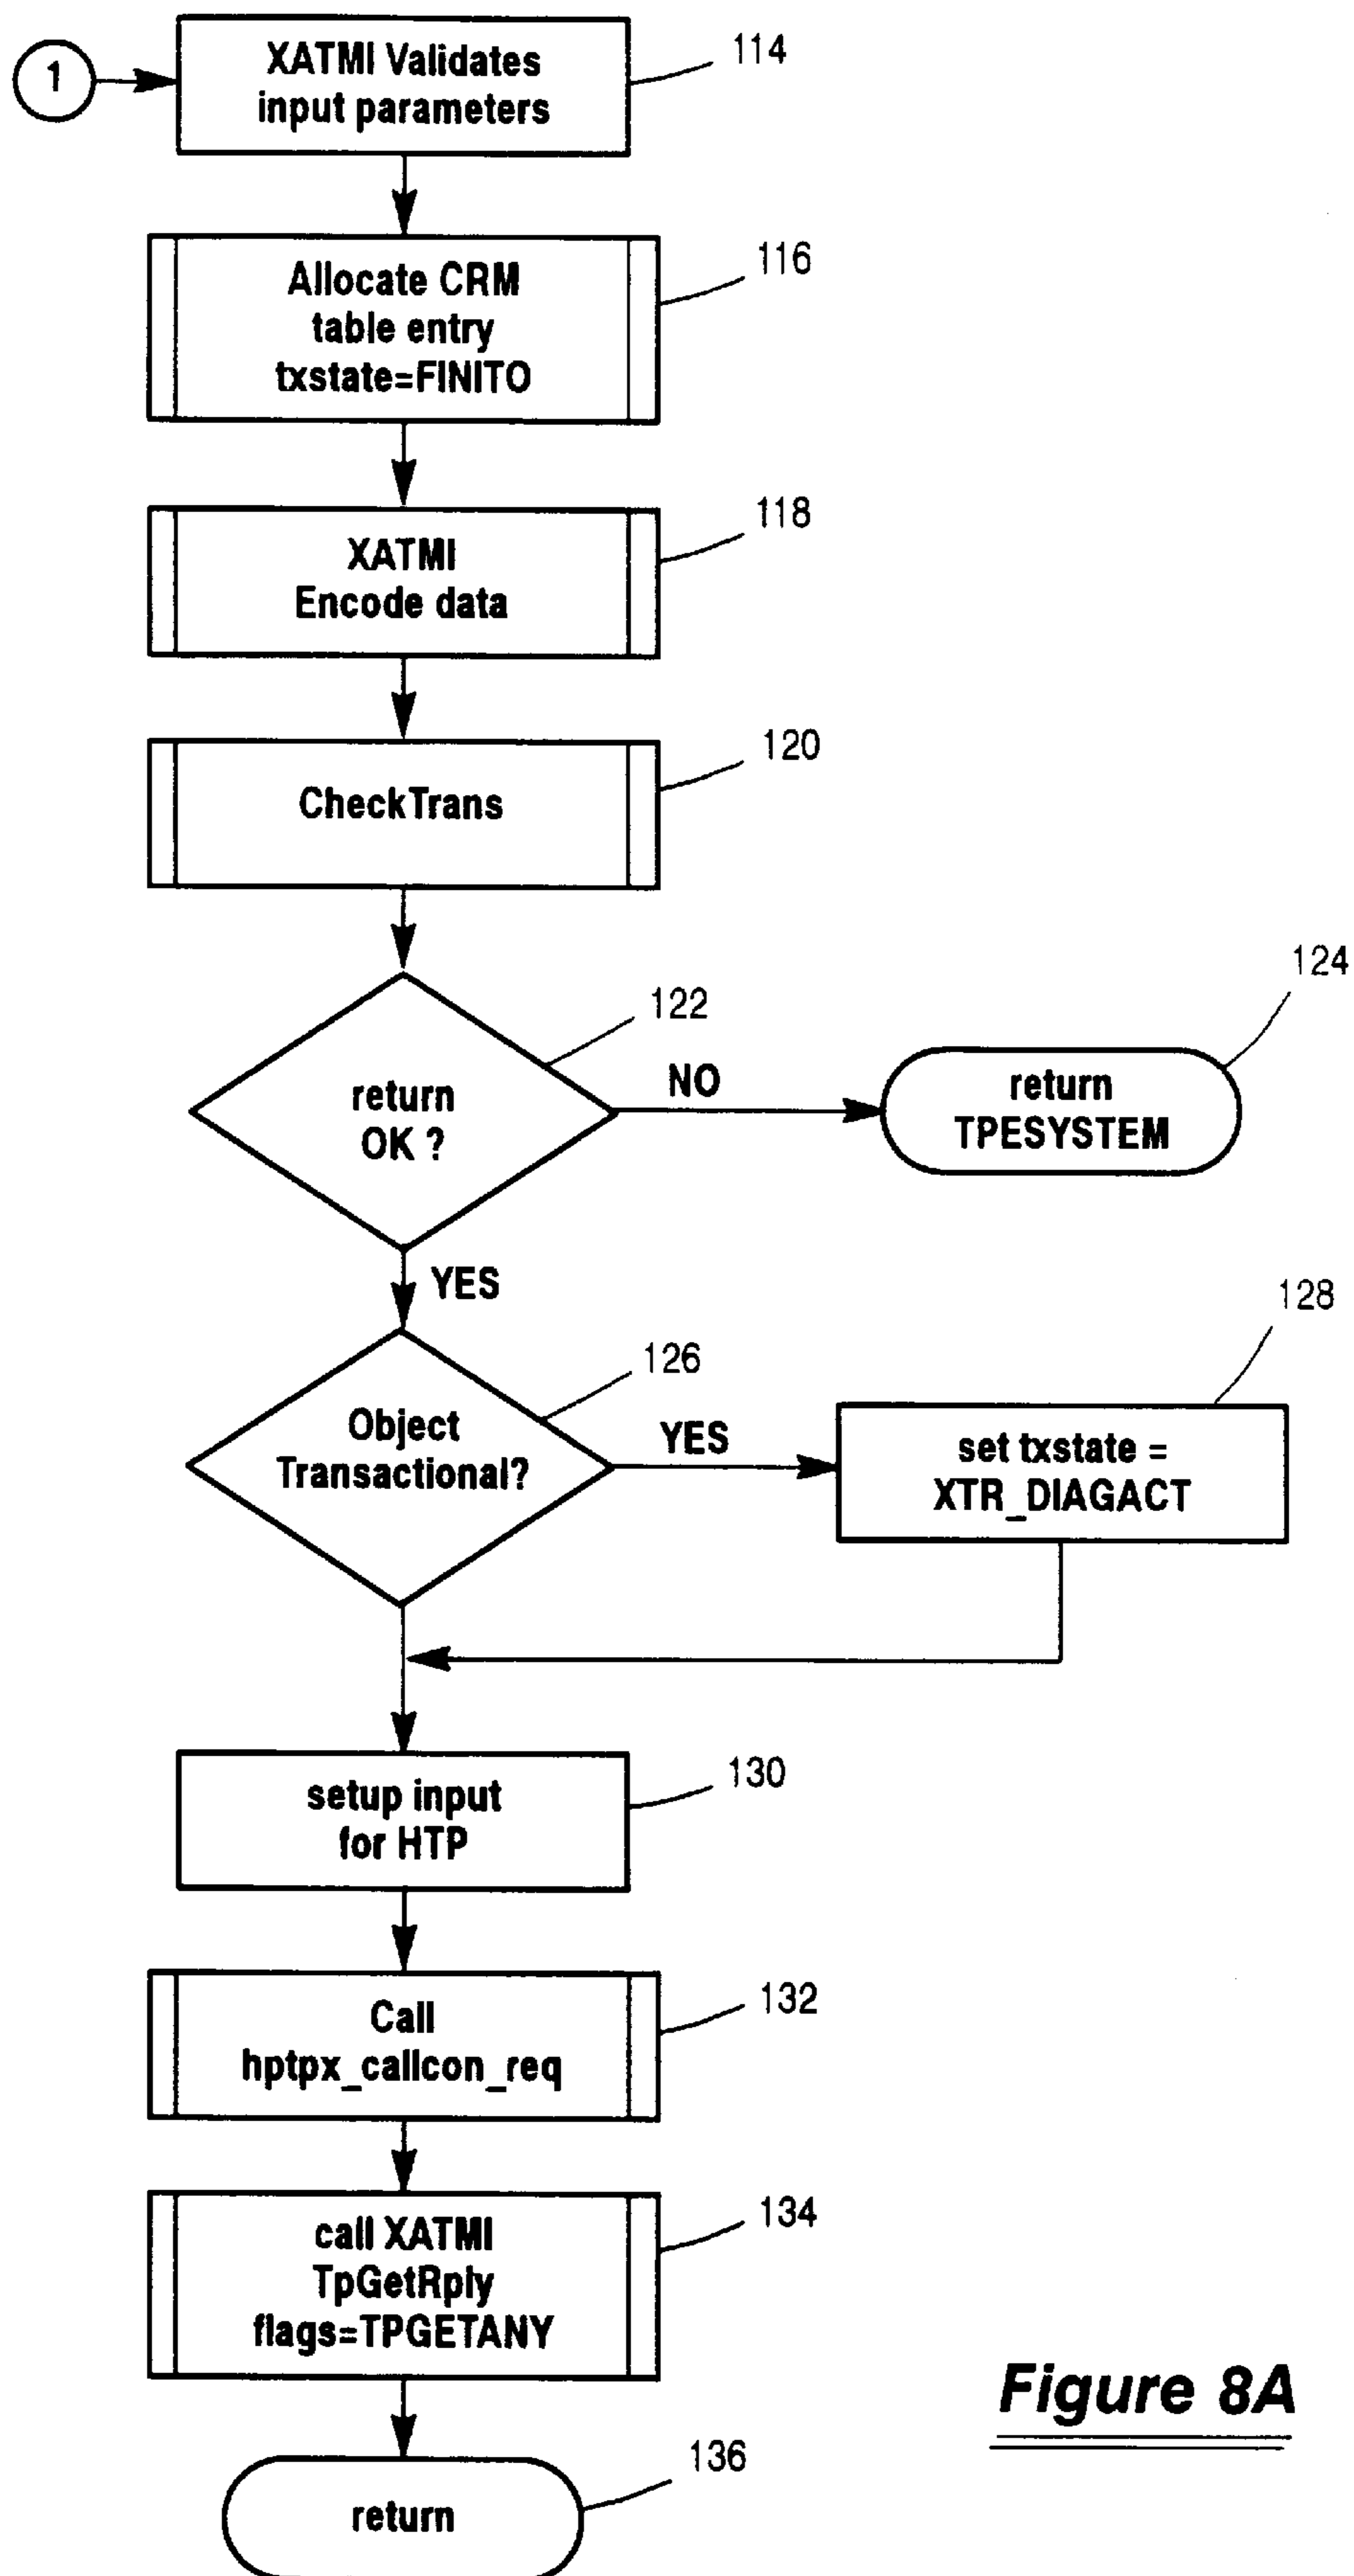 1
XATMI Validates
input parameters
114
Allocate CRM
table entry
txstate=FINITO
116
XATMI
Encode data
118
CheckTrans
120
return
OK ?
122
NO
return
TPESYSTEM
124
YES
Object
Transactional?
126
YES
set txstate =
XTR_DIAGACT
128
setup input
for HTP
130
Call
hptpx_callcon_req
132
call XATMI
TpGetRply
flags=TPGETANY
134
return
136
Figure 8A